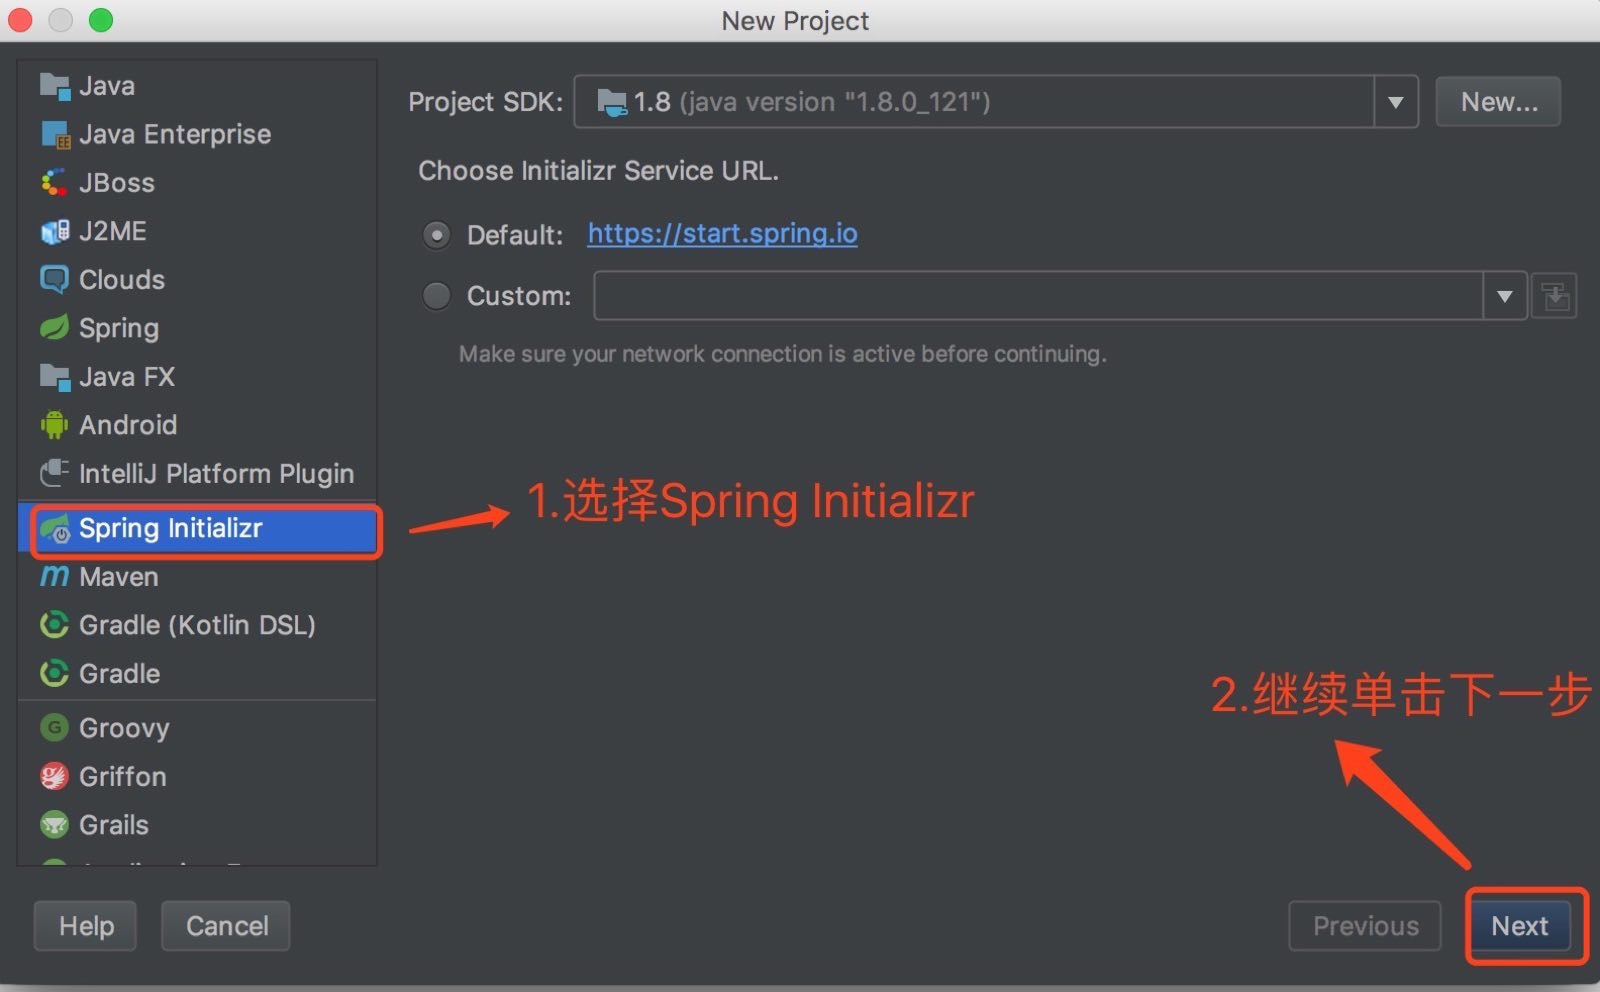 New Project
Java
Java Enterprise
JBoss
J2ME
Clouds
Spring
Java FX
Android
IntelliJ Platform Plugin
Spring Initializr
Maven
Gradle (Kotlin DSL)
Gradle
Groovy
Griffon
Grails
Project SDK: 1.8 (java version "1.8.0_121") New...
Choose Initializr Service URL.
Default: https://start.spring.io
Custom:
Make sure your network connection is active before continuing.
1.选择Spring Initializr
2.继续单击下一步
Help Cancel Previous Next